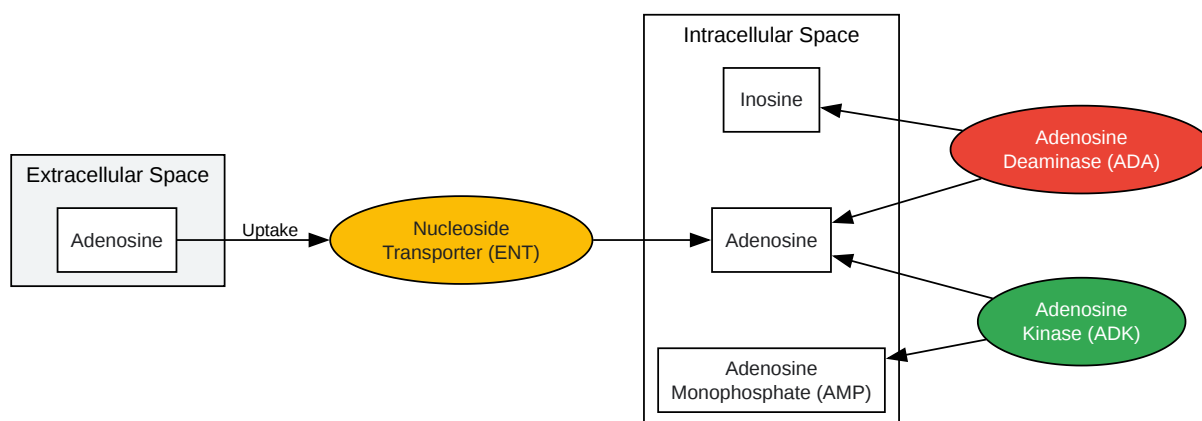 Intracellular Space
Inosine
Adenosine
Deaminase (ADA)
Extracellular Space
Adenosine
Uptake
Nucleoside
Transporter (ENT)
Adenosine
Adenosine
Kinase (ADK)
Adenosine
Monophosphate (AMP)